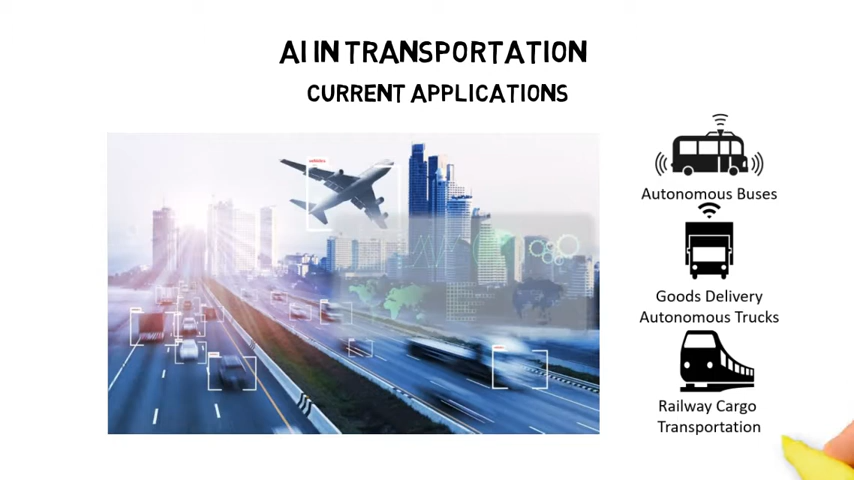 AI IN TRANSPORTATION
CURRENT APPLICATIONS
Autonomous Buses
Goods Delivery
Autonomous Trucks
Railway Cargo
Transportation